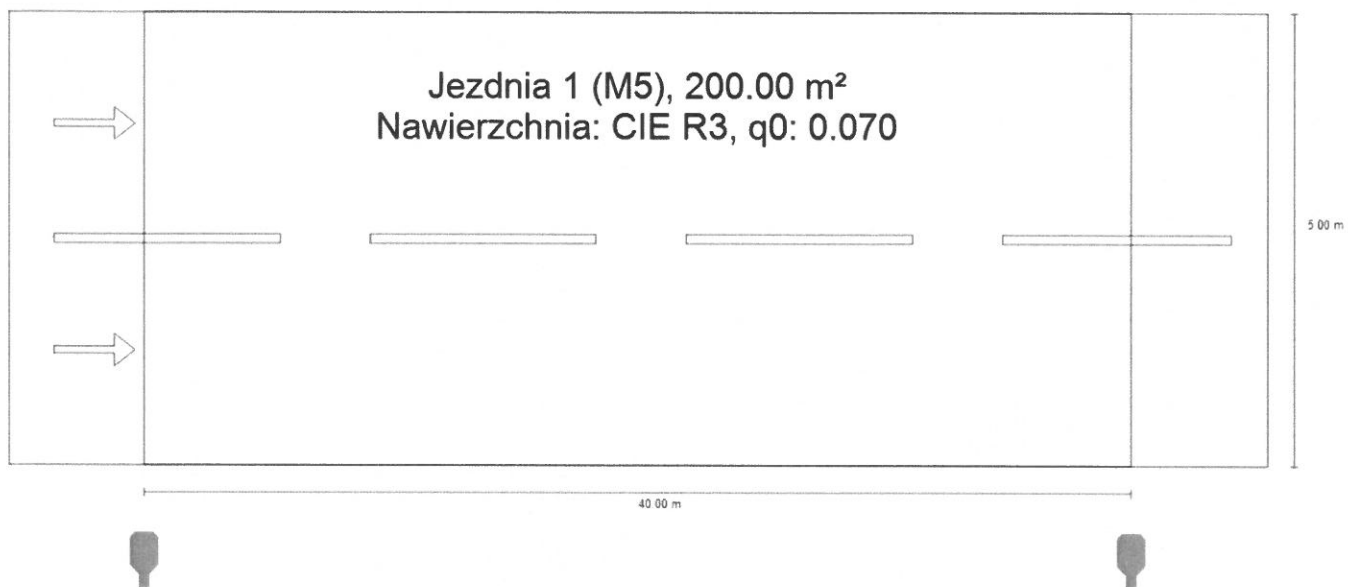 Jezdnia 1 (M5), 200.00 m²
Nawierzchnia: CIE R3, q0: 0.070
5.00 m
40.00 m